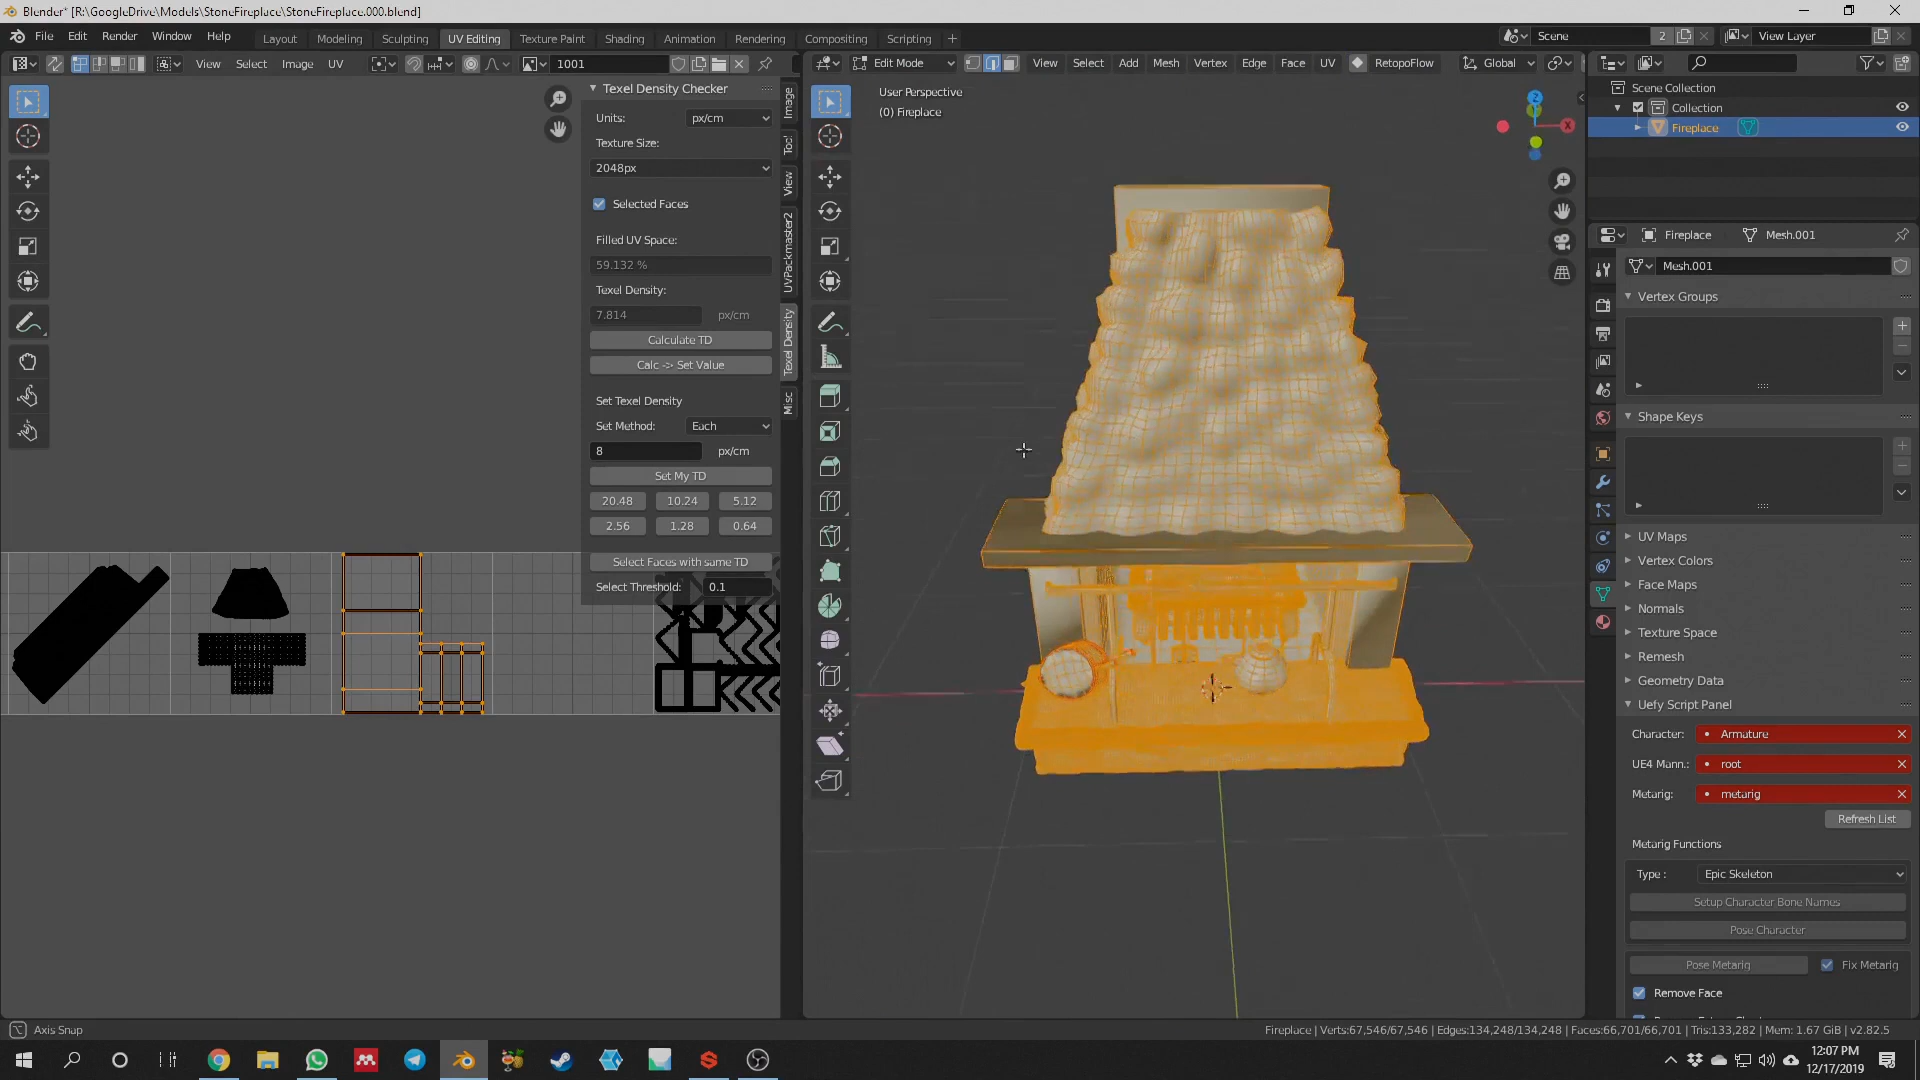 Blender* [R:\GoogleDrive\Models\StoneFireplace\StoneFireplace.000.blend]
File Edit Render Window Help
Layout Modeling Sculpting UV Editing Texture Paint Shading Animation Rendering Compositing Scripting
Scene 2
View Layer
View Select Image UV
1001
Edit Mode
View Select Add Mesh Vertex Edge Face UV RetopoFlow
Global
Texel Density Checker
Units: px/cm
Texture Size:
2048px
Selected Faces
Filled UV Space:
59.132 %
Texel Density:
7.814 px/cm
Calculate TD
Calc -> Set Value
Set Texel Density
Set Method: Each
8 px/cm
Set My TD
20.48 10.24 5.12
2.56 1.28 0.64
Select Faces with same TD
Select Threshold: 0.1
Image
Tool
View
UVPackmaster2
Texel Density
Misc
User Perspective
(0) Fireplace
Z
X
Scene Collection
Collection
Fireplace
Fireplace Mesh.001
Mesh.001
Vertex Groups
Shape Keys
UV Maps
Vertex Colors
Face Maps
Normals
Texture Space
Remesh
Geometry Data
Uefy Script Panel
Character: Armature
UE4 Mann.: root
Metarig: metarig
Refresh List
Metarig Functions
Type : Epic Skeleton
Setup Character Bone Names
Pose Character
Pose Metarig Fix Metarig
Remove Face
Axis Snap
Fireplace | Verts:67,546/67,546 | Edges:134,248/134,248 | Faces:66,701/66,701 | Tris:133,282 | Mem: 1.67 GiB | v2.82.5
12:07 PM
12/17/2019